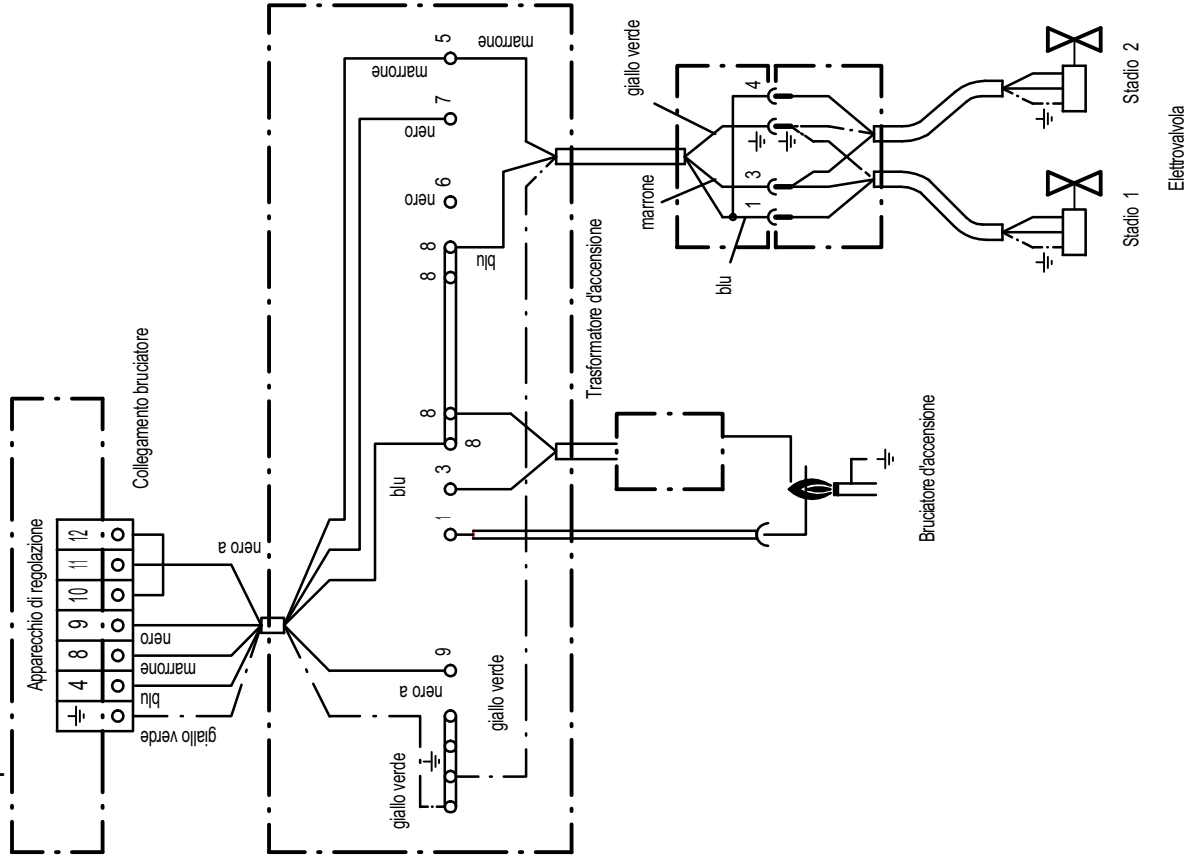 Apparecchio di regolazione
4 8 9 10 11 12
giallo verde
blu
marrone
nero
nero a
Collegamento bruciatore
marrone
marrone
5
nero
7
nero
6
8
8
blu
8
8
blu
3
1
9
nero a
giallo verde
giallo verde
Trasformatore d'accensione
giallo verde
marrone
blu
1 3 4
Bruciatore d'accensione
Stadio 1
Stadio 2
Elettrovalvola